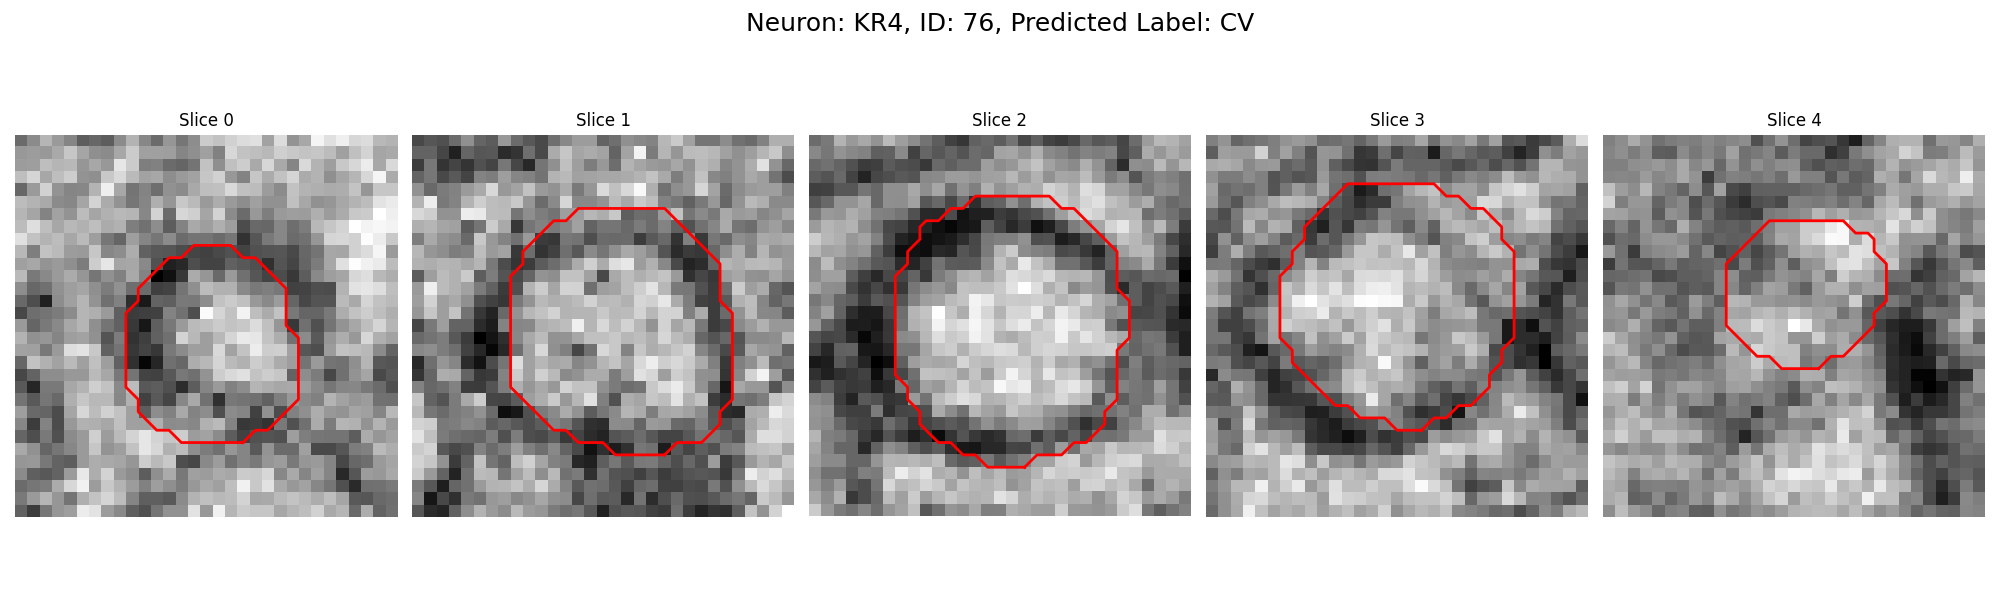 Neuron: KR4, ID: 76, Predicted Label: CV
Slice 0
Slice 1
Slice 2
Slice 3
Slice 4